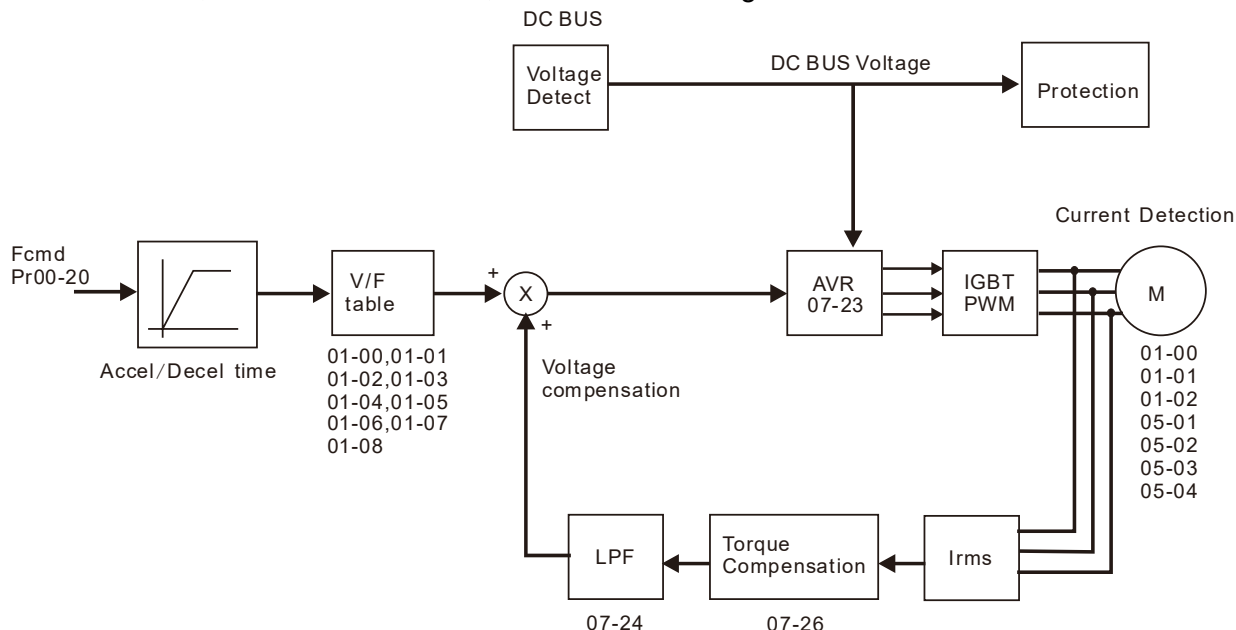 DC BUS
Voltage
Detect
DC BUS Voltage
Protection
Current Detection
Fcmd
Pr00-20
Accel/Decel time
V/F
table
01-00,01-01
01-02,01-03
01-04,01-05
01-06,01-07
01-08
+
X
+
Voltage
compensation
AVR
07-23
IGBT
PWM
M
01-00
01-01
01-02
05-01
05-02
05-03
05-04
LPF
07-24
Torque
Compensation
07-26
Irms